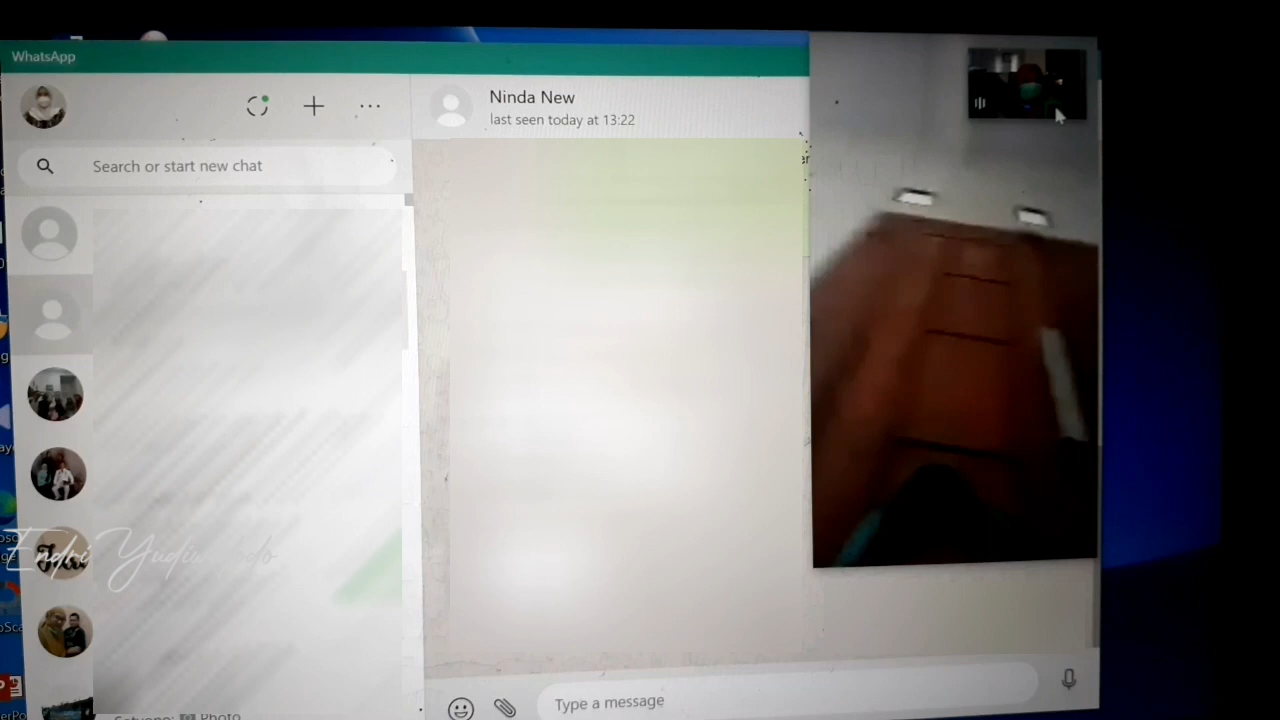 WhatsApp
Ninda New
last seen today at 13:22
Search or start new chat
Type a message
Photo